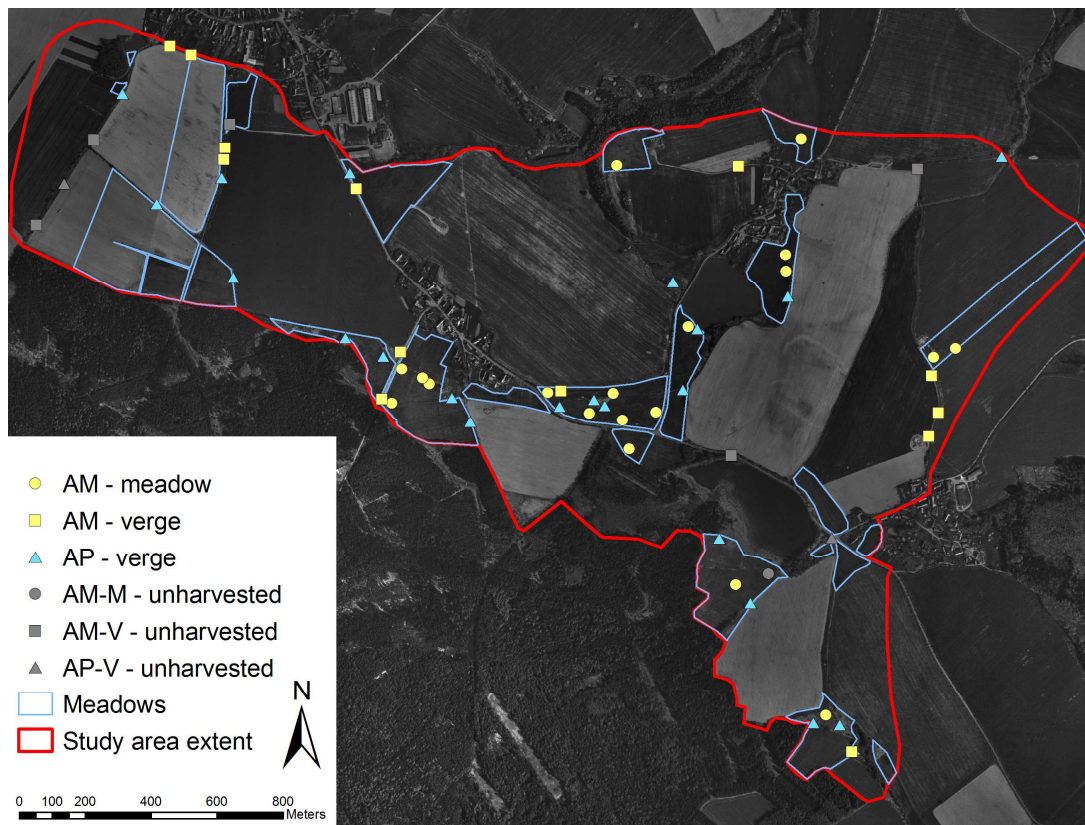 AM - meadow
AM - verge
AP - verge
AM-M - unharvested
AM-V - unharvested
AP-V - unharvested
Meadows
Study area extent
N
0 100 200 400 600 800
Meters